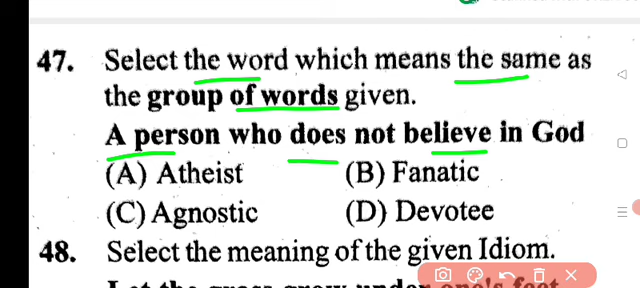 47. Select the word which means the same as
the group of words given.
A person who does not believe in God
(A) Atheist (B) Fanatic
(C) Agnostic (D) Devotee
48. Select the meaning of the given Idiom.